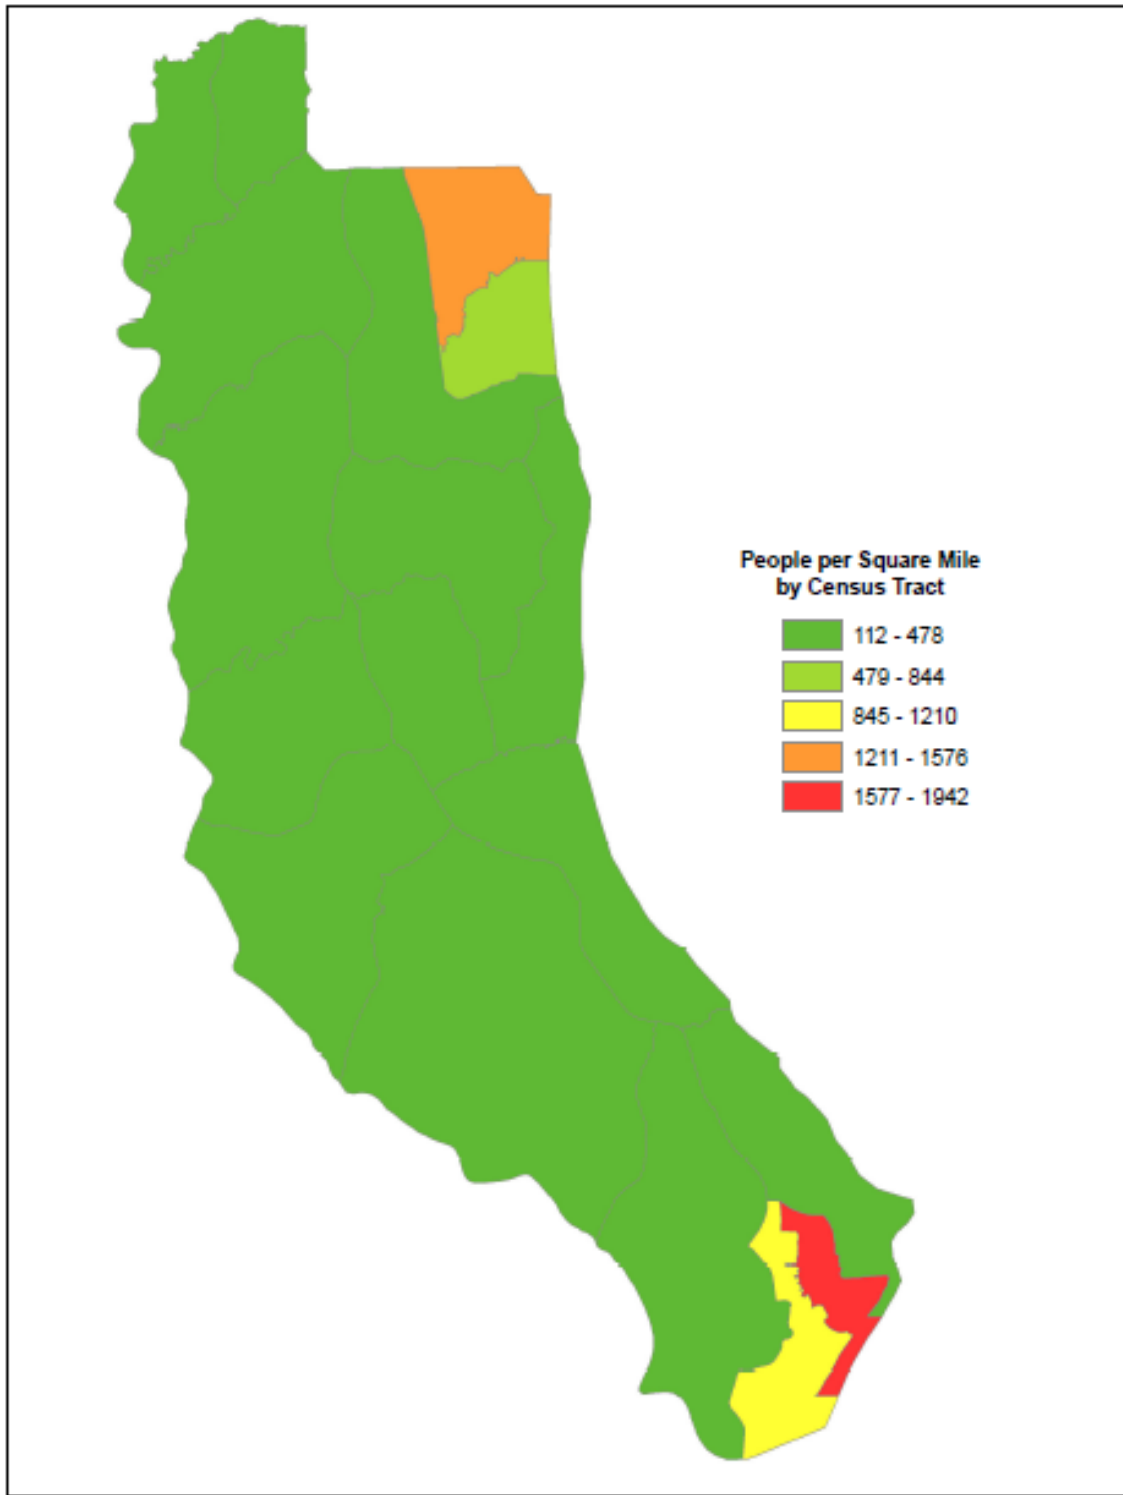 People per Square Mile
by Census Tract
112 - 478
479 - 844
845 - 1210
1211 - 1576
1577 - 1942